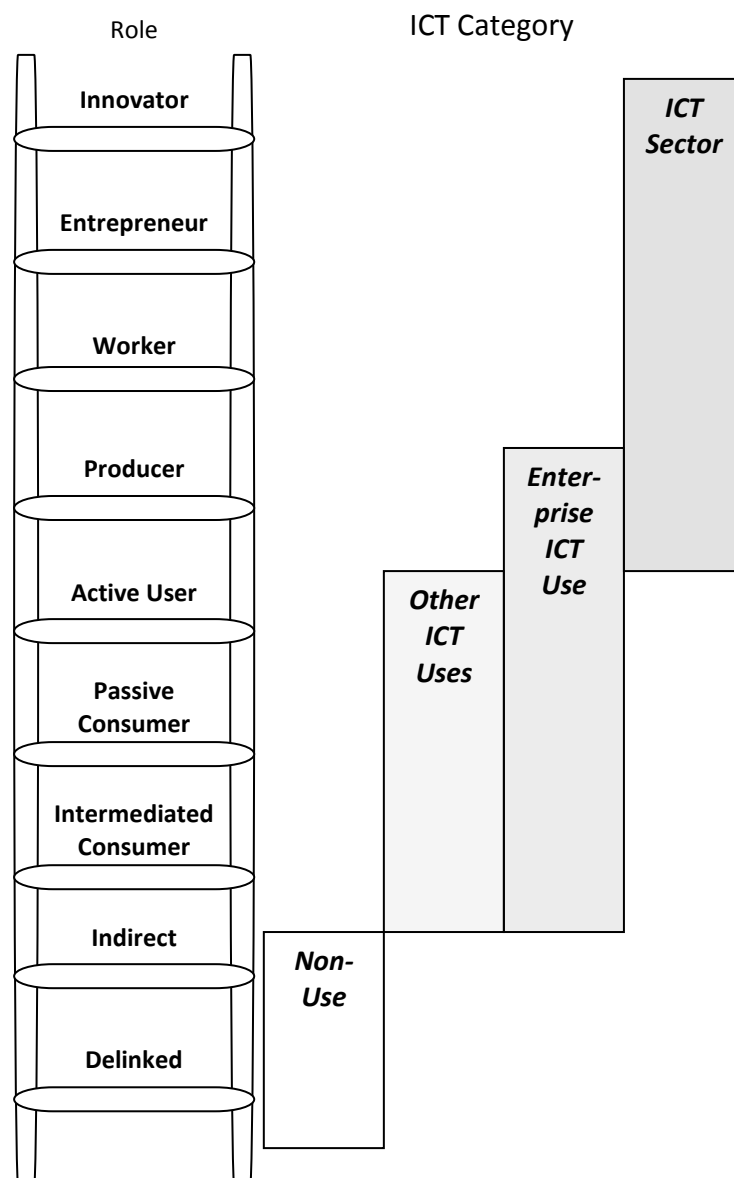 Role
ICT Category
Innovator
Entrepreneur
Worker
Producer
Active User
Passive
Consumer
Intermediated
Consumer
Indirect
Delinked
Non-
Use
Other
ICT
Uses
Enter-
prise
ICT
Use
ICT
Sector